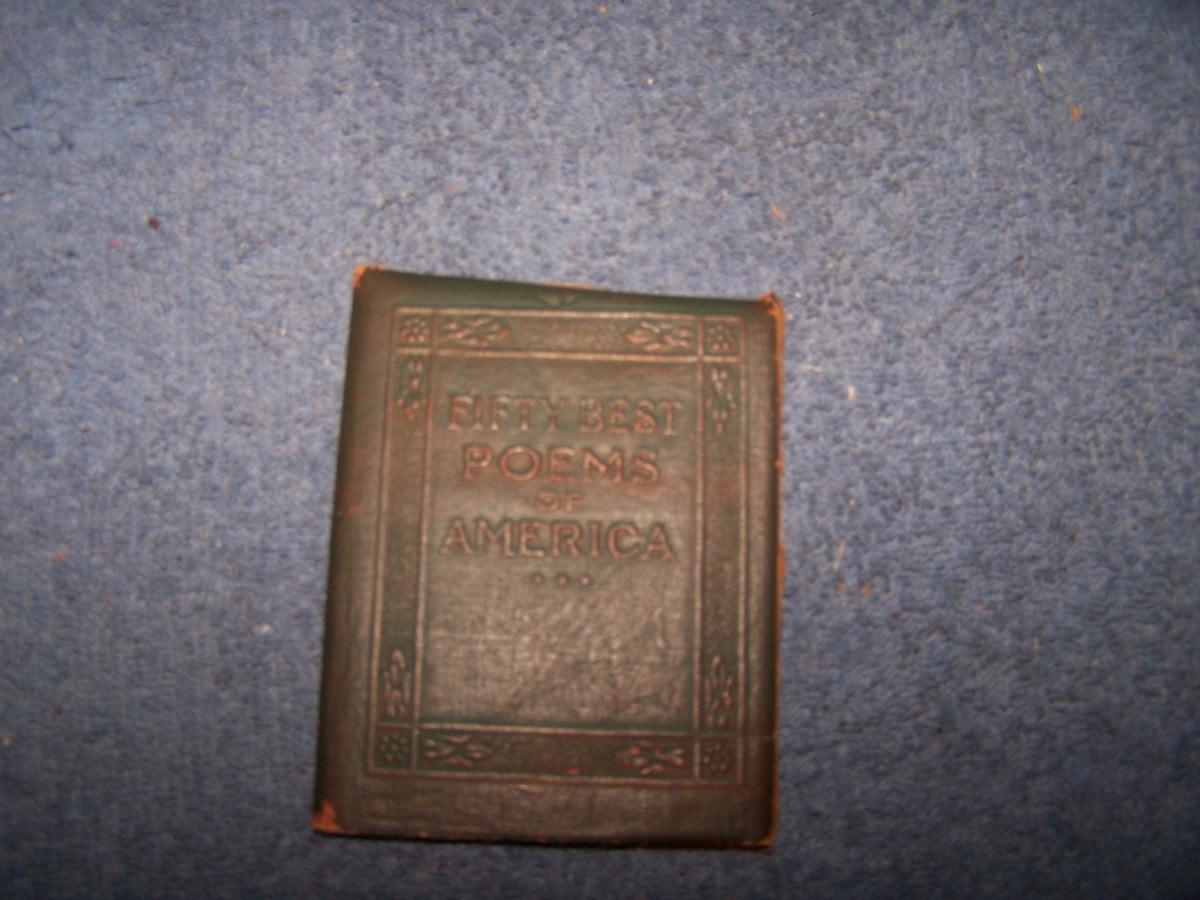 FIFTY BEST
POEMS
OF
AMERICA